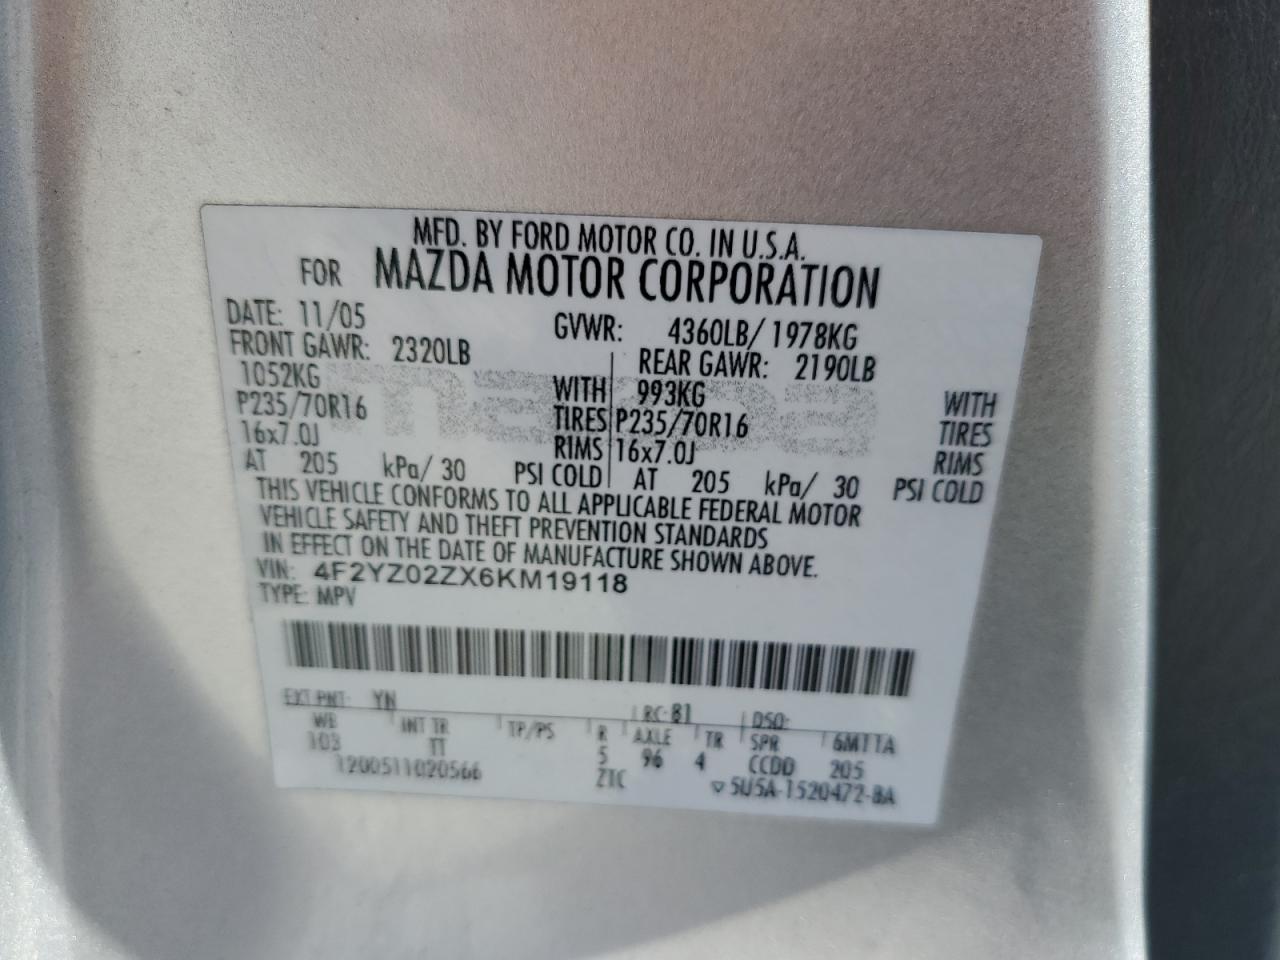 MFD. BY FORD MOTOR CO. IN U.S.A.
FOR MAZDA MOTOR CORPORATION
DATE: 11/05 GVWR: 4360LB/ 1978KG
FRONT GAWR: 2320LB REAR GAWR: 2190LB
1052KG WITH 993KG WITH
P235/70R16 TIRES P235/70R16 TIRES
16x7.0J RIMS 16x7.0J RIMS
AT 205 kPa/ 30 PSI COLD AT 205 kPa/ 30 PSI COLD
THIS VEHICLE CONFORMS TO ALL APPLICABLE FEDERAL MOTOR
VEHICLE SAFETY AND THEFT PREVENTION STANDARDS
IN EFFECT ON THE DATE OF MANUFACTURE SHOWN ABOVE.
VIN: 4F2YZ02ZX6KM19118
TYPE: MPV
EXT PNT: YN RC: 81 DSO:
WB INT TR TP/PS R AXLE TR SPR 6M11A
103 TT 5 96 4 CCDD 205
1200511020566 ZTC ▽ 5U5A-1520472-BA